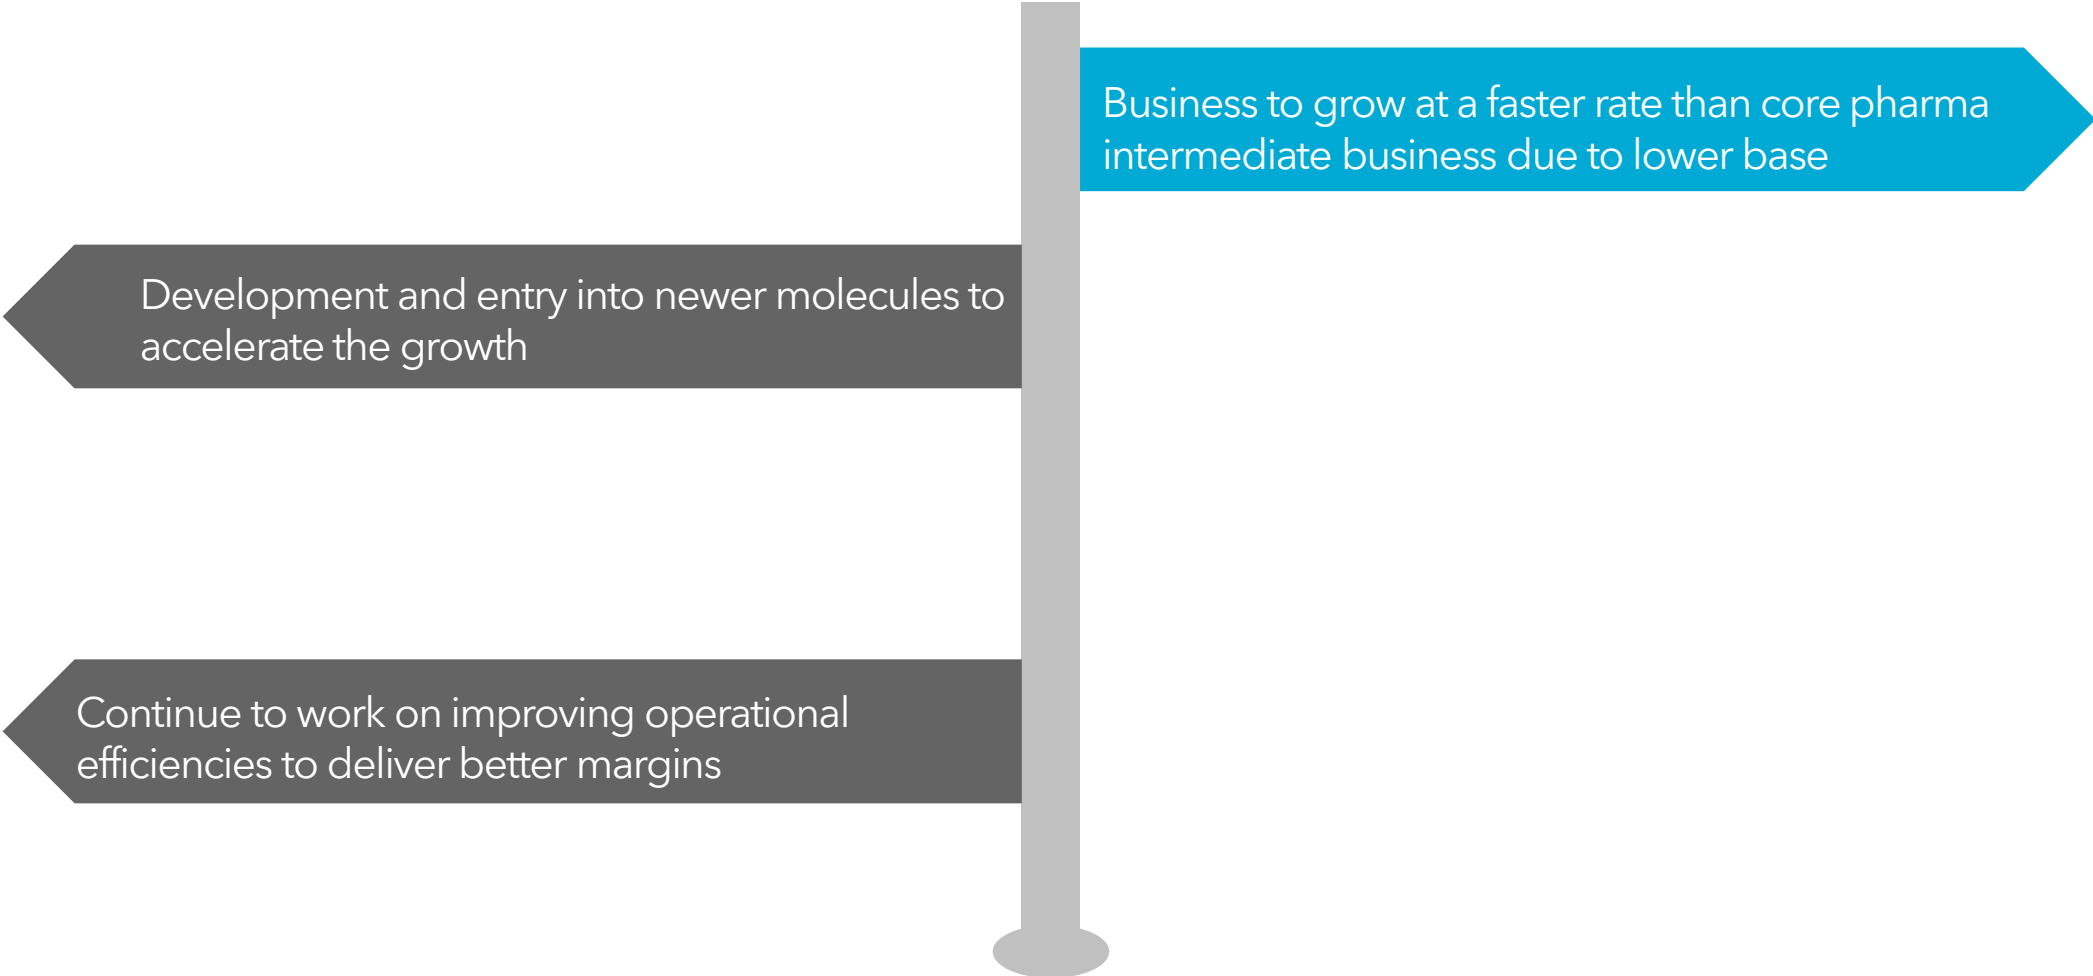 Business to grow at a faster rate than core pharma
intermediate business due to lower base
Development and entry into newer molecules to
accelerate the growth
Continue to work on improving operational
efficiencies to deliver better margins